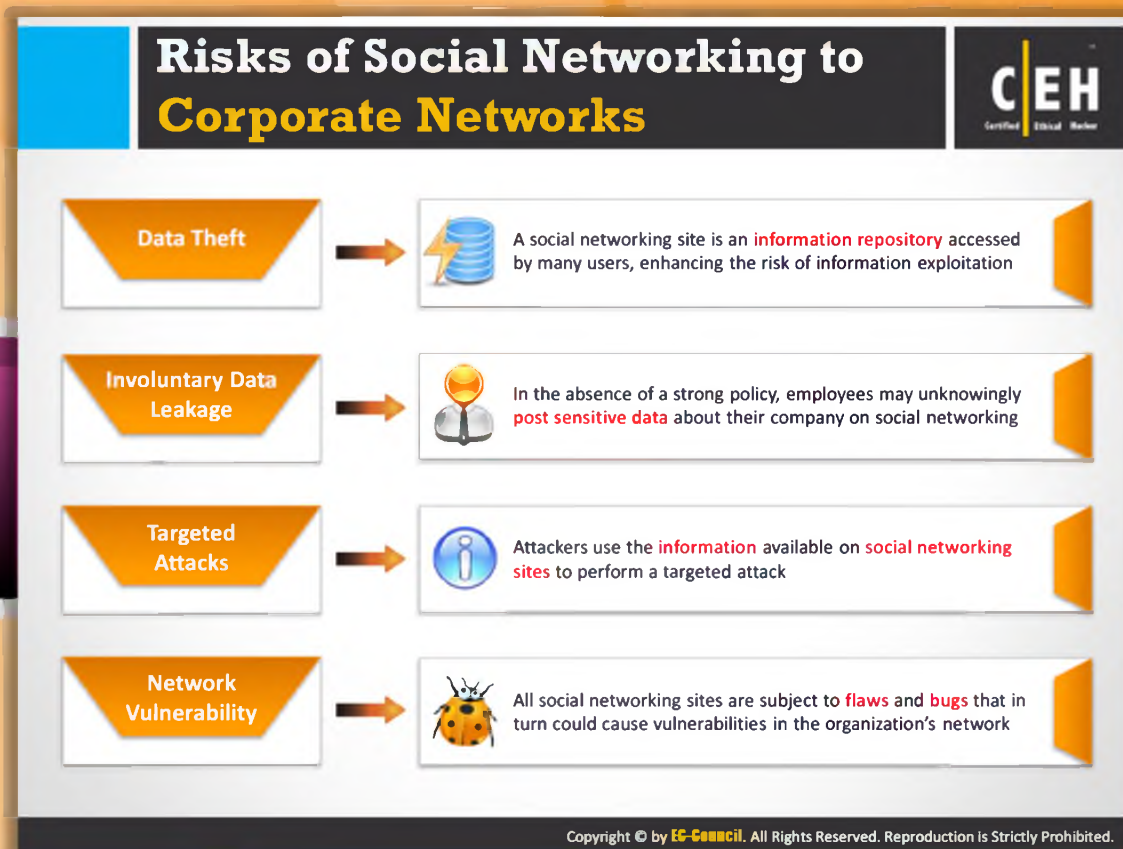 Risks of Social Networking to
Corporate Networks
C|EH
Certified Ethical Hacker
Data Theft
A social networking site is an information repository accessed
by many users, enhancing the risk of information exploitation
Involuntary Data
Leakage
In the absence of a strong policy, employees may unknowingly
post sensitive data about their company on social networking
Targeted
Attacks
Attackers use the information available on social networking
sites to perform a targeted attack
Network
Vulnerability
All social networking sites are subject to flaws and bugs that in
turn could cause vulnerabilities in the organization's network
Copyright © by EC-Council. All Rights Reserved. Reproduction is Strictly Prohibited.